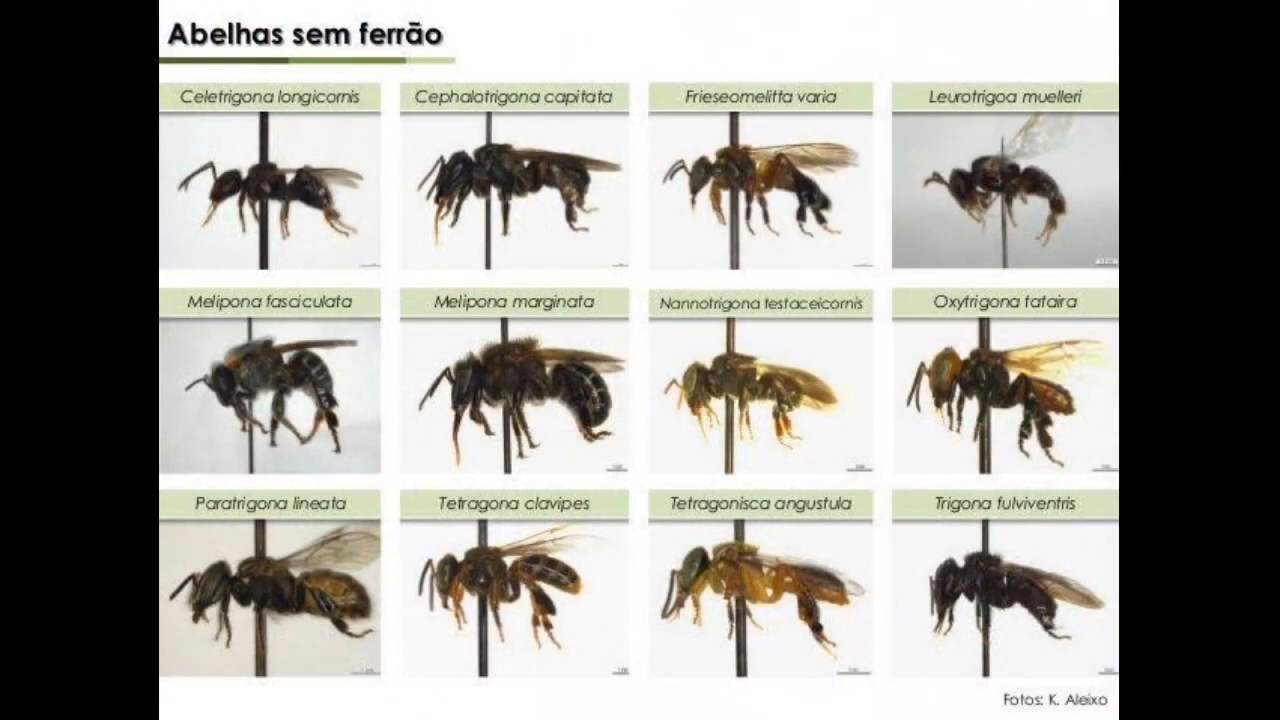 Abelhas sem ferrão
Celetrigona longicornis
Cephalotrigona capitata
Frieseomelitta varia
Leurotrigoa muelleri
Melipona fasciculata
Melipona marginata
Nannotrigona testaceicornis
Oxytrigona tataira
Paratrigona lineata
Tetragona clavipes
Tetragonisca angustula
Trigona fulviventris
Fotos: K. Aleixo